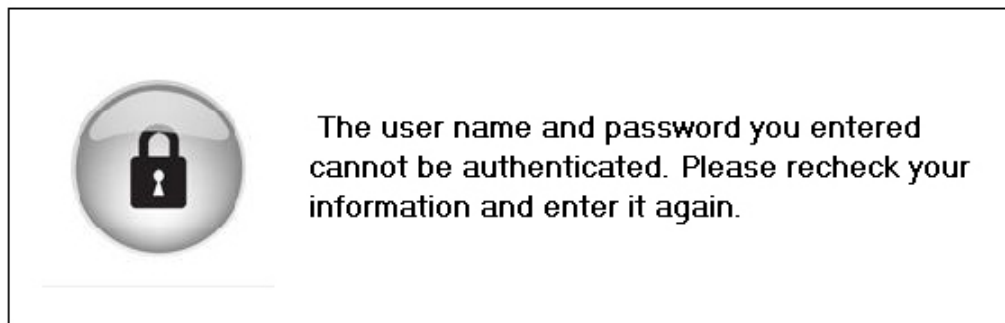 The user name and password you entered
cannot be authenticated. Please recheck your
information and enter it again.